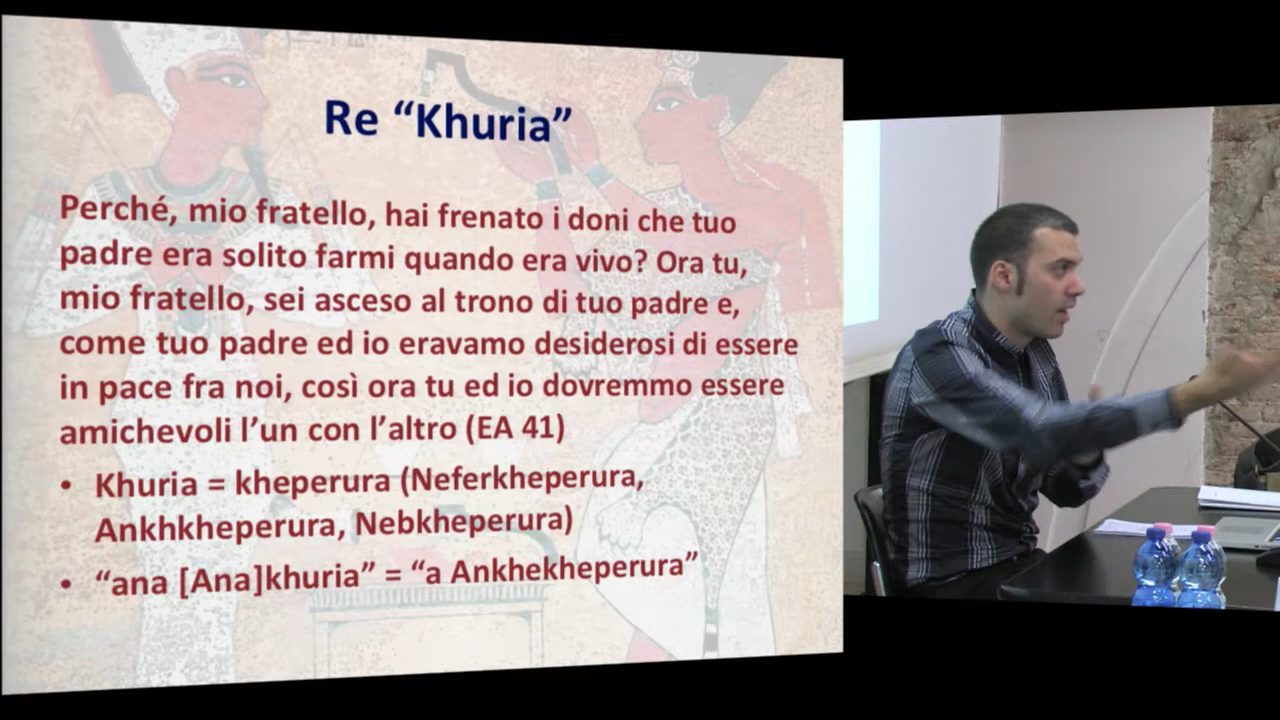 Re “Khuria”
Perché, mio fratello, hai frenato i doni che tuo
padre era solito farmi quando era vivo? Ora tu,
mio fratello, sei asceso al trono di tuo padre e,
come tuo padre ed io eravamo desiderosi di essere
in pace fra noi, così ora tu ed io dovremmo essere
amichevoli l’un con l’altro (EA 41)
• Khuria = kheperura (Neferkheperura,
Ankhkheperura, Nebkheperura)
• “ana [Ana]khuria” = “a Ankhekheperura”